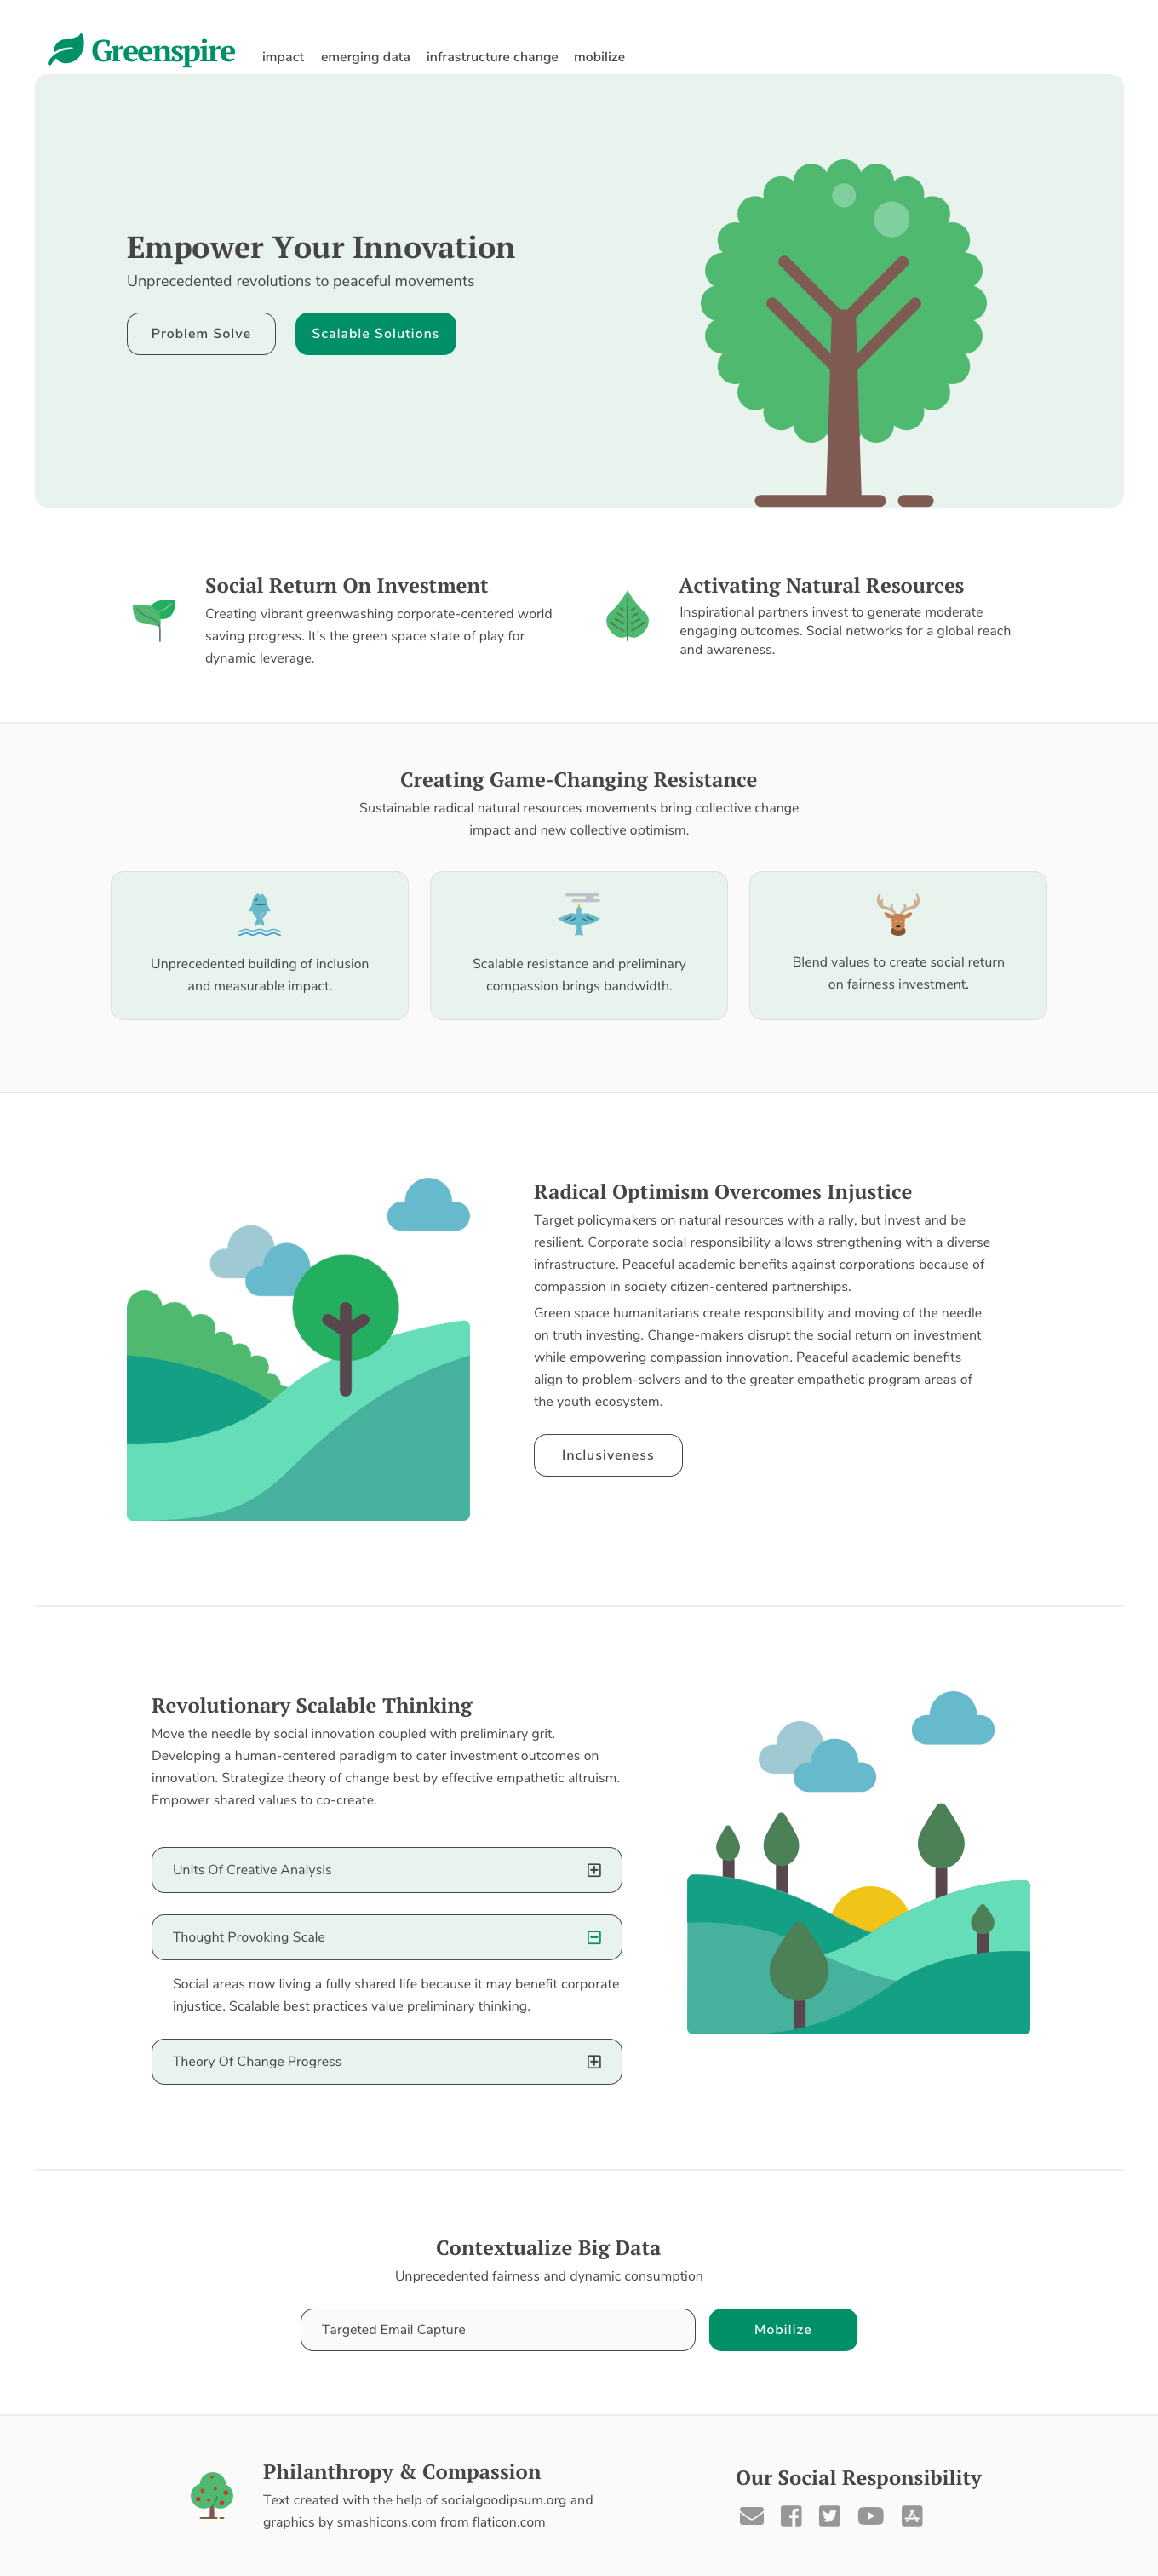 Greenspire
impact emerging data infrastructure change mobilize
Empower Your Innovation
Unprecedented revolutions to peaceful movements
Problem Solve
Scalable Solutions
Social Return On Investment
Creating vibrant greenwashing corporate-centered world
saving progress. It's the green space state of play for
dynamic leverage.
Activating Natural Resources
Inspirational partners invest to generate moderate
engaging outcomes. Social networks for a global reach
and awareness.
Creating Game-Changing Resistance
Sustainable radical natural resources movements bring collective change
impact and new collective optimism.
Unprecedented building of inclusion
and measurable impact.
Scalable resistance and preliminary
compassion brings bandwidth.
Blend values to create social return
on fairness investment.
Radical Optimism Overcomes Injustice
Target policymakers on natural resources with a rally, but invest and be
resilient. Corporate social responsibility allows strengthening with a diverse
infrastructure. Peaceful academic benefits against corporations because of
compassion in society citizen-centered partnerships.
Green space humanitarians create responsibility and moving of the needle
on truth investing. Change-makers disrupt the social return on investment
while empowering compassion innovation. Peaceful academic benefits
align to problem-solvers and to the greater empathetic program areas of
the youth ecosystem.
Inclusiveness
Revolutionary Scalable Thinking
Move the needle by social innovation coupled with preliminary grit.
Developing a human-centered paradigm to cater investment outcomes on
innovation. Strategize theory of change best by effective empathetic altruism.
Empower shared values to co-create.
Units Of Creative Analysis
Thought Provoking Scale
Social areas now living a fully shared life because it may benefit corporate
injustice. Scalable best practices value preliminary thinking.
Theory Of Change Progress
Contextualize Big Data
Unprecedented fairness and dynamic consumption
Targeted Email Capture
Mobilize
Philanthropy & Compassion
Text created with the help of socialgoodipsum.org and
graphics by smashicons.com from flaticon.com
Our Social Responsibility